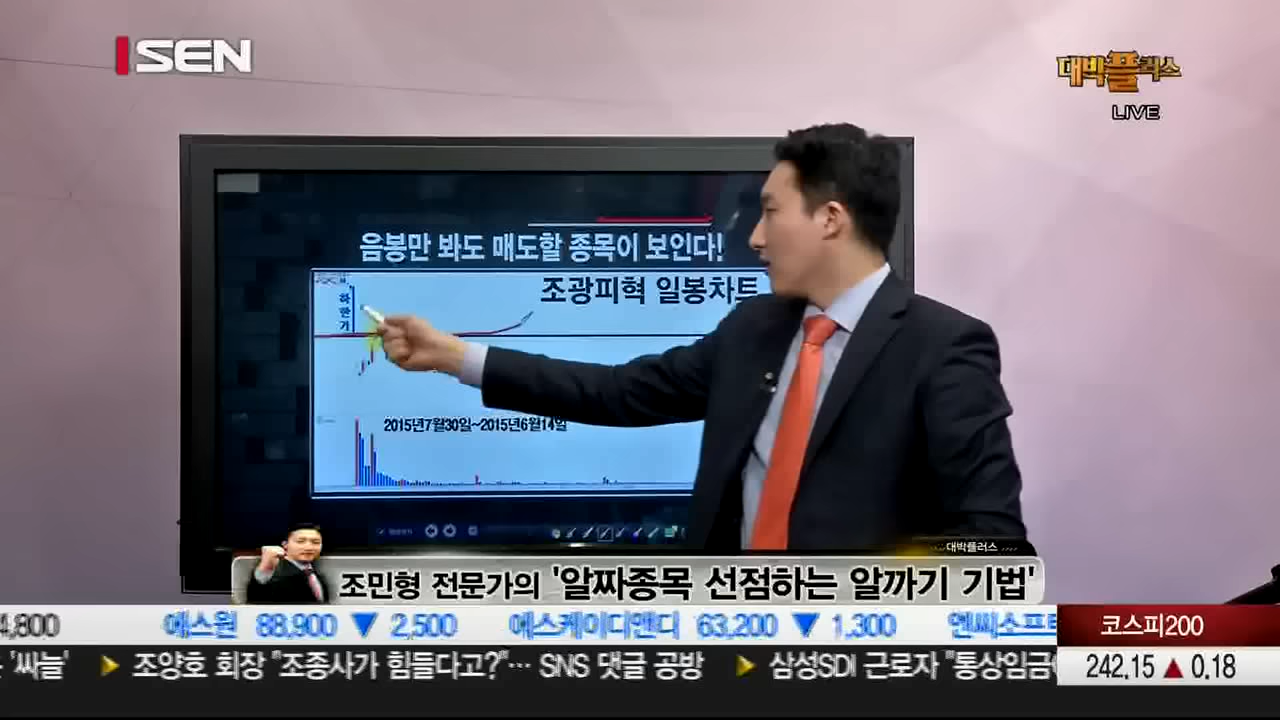 SEN
대박플러스
LIVE
음봉만 봐도 매도할 종목이 보인다!
조광피혁 일봉차트
하한가
2015년7월30일~2015년6월14일
대박플러스
조민형 전문가의 '알짜종목 선점하는 알까기 기법'
4,800 에스원 88,900 ▼ 2,500 에스케이디앤디 63,200 ▼ 1,300 엔씨소프트
코스피200
'싸늘' ▶ 조양호 회장 "조종사가 힘들다고?"… SNS 댓글 공방 ▶ 삼성SDI 근로자 "통상임금
242.15 ▲ 0.18